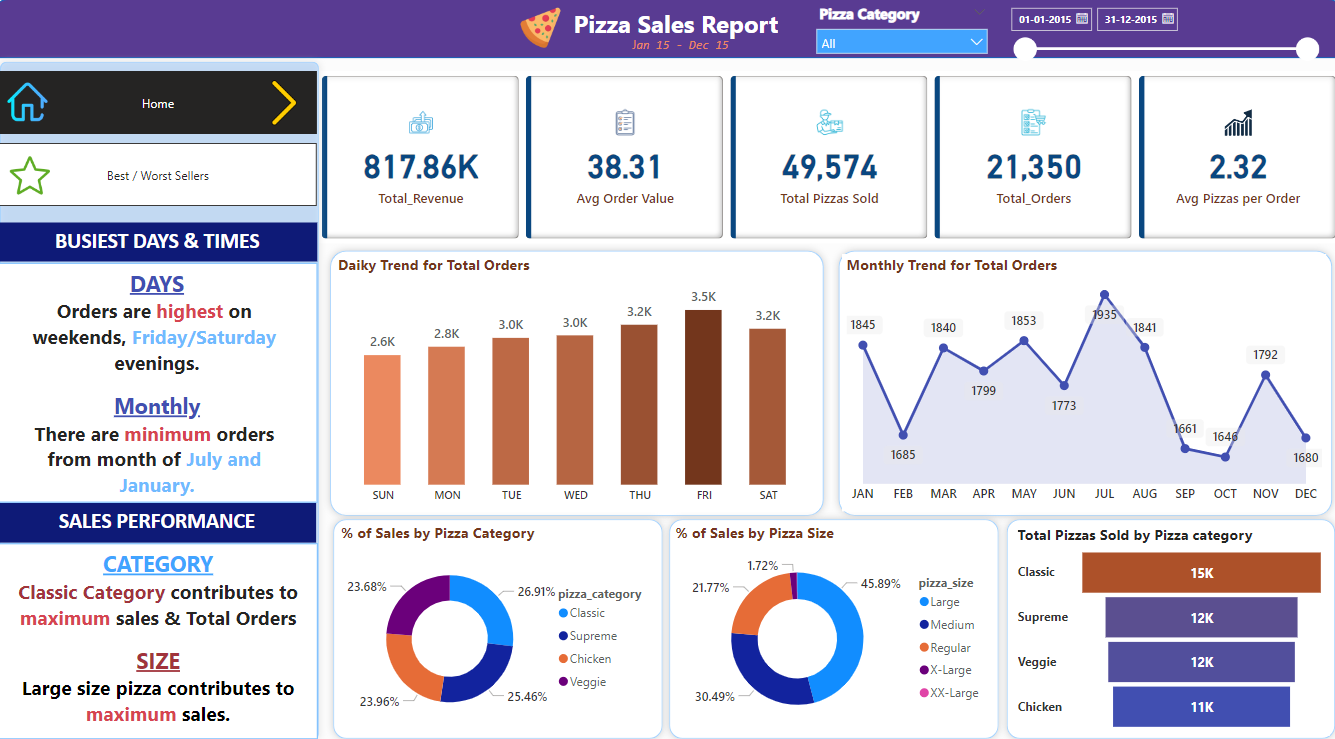 Pizza Sales Report
Jan 15 - Dec 15
Pizza Category
All
01-01-2015
31-12-2015
Home
Best / Worst Sellers
BUSIEST DAYS & TIMES
DAYS
Orders are highest on
weekends, Friday/Saturday
evenings.
Monthly
There are minimum orders
from month of July and
January.
SALES PERFORMANCE
CATEGORY
Classic Category contributes to
maximum sales & Total Orders
SIZE
Large size pizza contributes to
maximum sales.
817.86K
Total_Revenue
38.31
Avg Order Value
49,574
Total Pizzas Sold
21,350
Total_Orders
2.32
Avg Pizzas per Order
Daiky Trend for Total Orders
2.6K
2.8K
3.0K
3.0K
3.2K
3.5K
3.2K
SUN MON TUE WED THU FRI SAT
Monthly Trend for Total Orders
1845
1685
1840
1799
1853
1773
1935
1841
1661
1646
1792
1680
JAN FEB MAR APR MAY JUN JUL AUG SEP OCT NOV DEC
% of Sales by Pizza Category
23.68%
26.91%
23.96%
25.46%
pizza_category
Classic
Supreme
Chicken
Veggie
% of Sales by Pizza Size
1.72%
21.77%
45.89%
30.49%
pizza_size
Large
Medium
Regular
X-Large
XX-Large
Total Pizzas Sold by Pizza category
Classic 15K
Supreme 12K
Veggie 12K
Chicken 11K